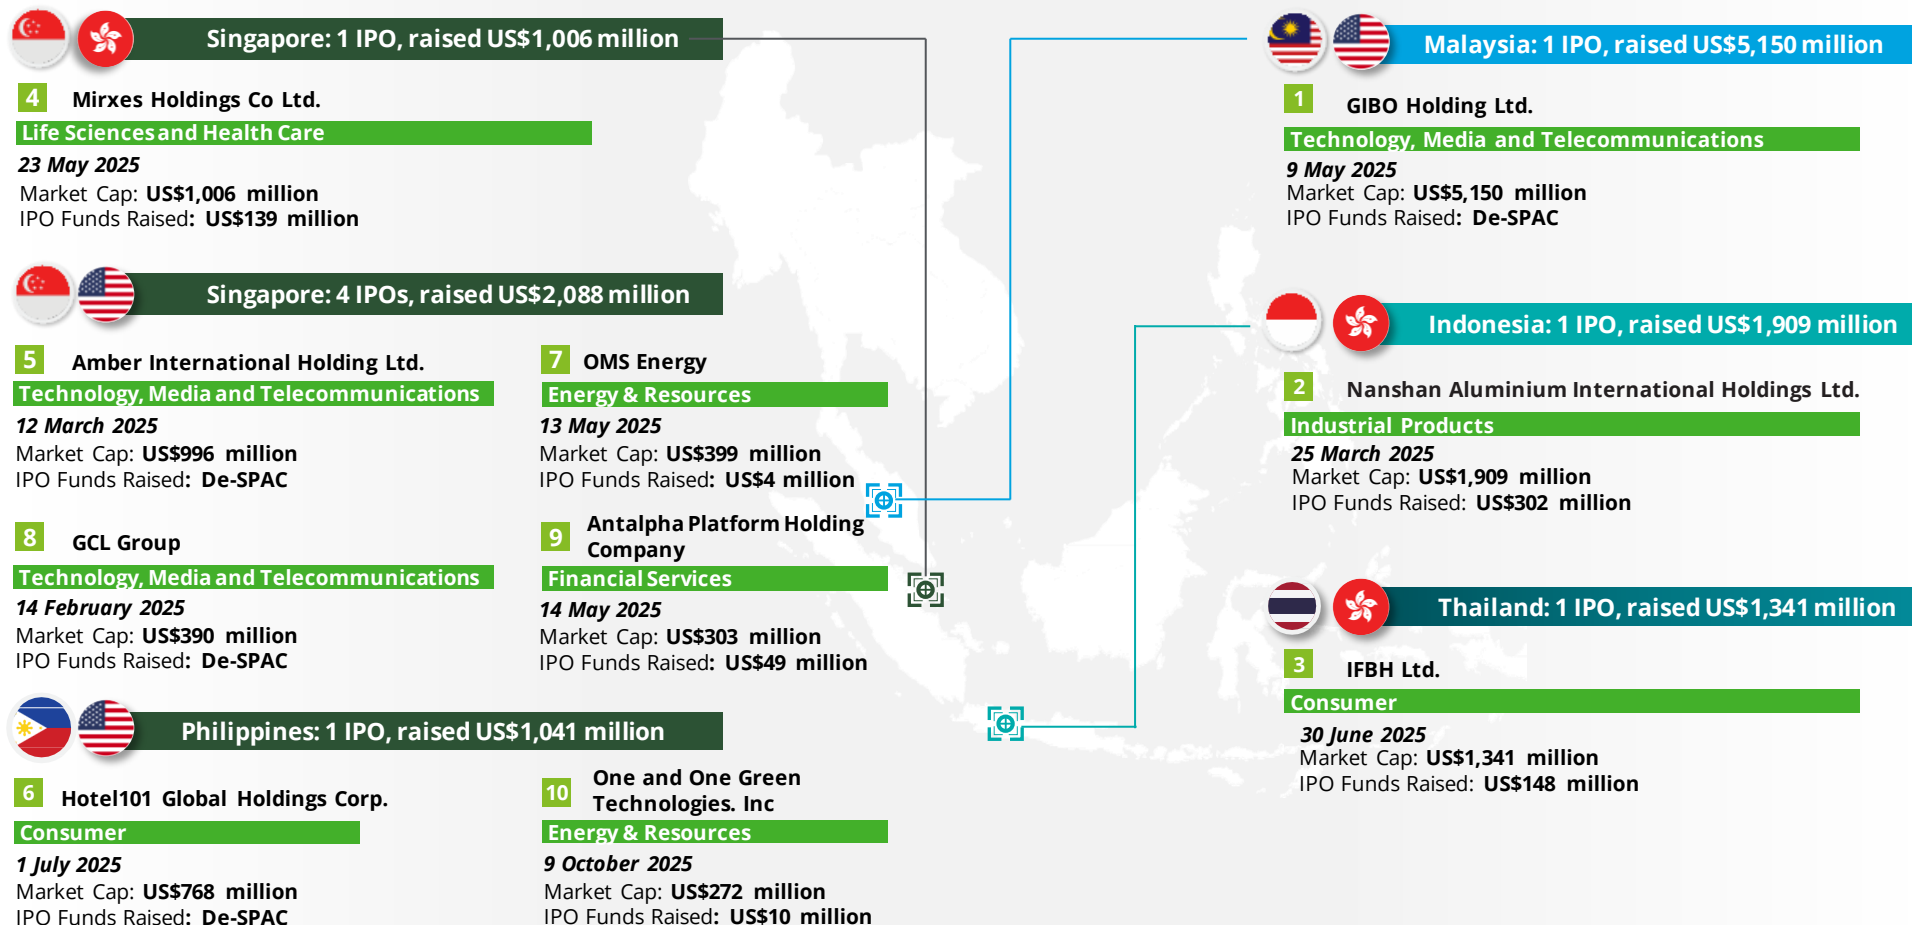 Singapore: 1 IPO, raised US$1,006 million
4
Mirxes Holdings Co Ltd.
Life Sciences and Health Care
23 May 2025
Market Cap: US$1,006 million
IPO Funds Raised: US$139 million
Singapore: 4 IPOs, raised US$2,088 million
5
Amber International Holding Ltd.
Technology, Media and Telecommunications
12 March 2025
Market Cap: US$996 million
IPO Funds Raised: De-SPAC
7
OMS Energy
Energy & Resources
13 May 2025
Market Cap: US$399 million
IPO Funds Raised: US$4 million
8
GCL Group
Technology, Media and Telecommunications
14 February 2025
Market Cap: US$390 million
IPO Funds Raised: De-SPAC
9
Antalpha Platform Holding
Company
Financial Services
14 May 2025
Market Cap: US$303 million
IPO Funds Raised: US$49 million
Philippines: 1 IPO, raised US$1,041 million
6
Hotel101 Global Holdings Corp.
Consumer
1 July 2025
Market Cap: US$768 million
IPO Funds Raised: De-SPAC
10
One and One Green
Technologies. Inc
Energy & Resources
9 October 2025
Market Cap: US$272 million
IPO Funds Raised: US$10 million
Malaysia: 1 IPO, raised US$5,150 million
1
GIBO Holding Ltd.
Technology, Media and Telecommunications
9 May 2025
Market Cap: US$5,150 million
IPO Funds Raised: De-SPAC
Indonesia: 1 IPO, raised US$1,909 million
2
Nanshan Aluminium International Holdings Ltd.
Industrial Products
25 March 2025
Market Cap: US$1,909 million
IPO Funds Raised: US$302 million
Thailand: 1 IPO, raised US$1,341 million
3
IFBH Ltd.
Consumer
30 June 2025
Market Cap: US$1,341 million
IPO Funds Raised: US$148 million